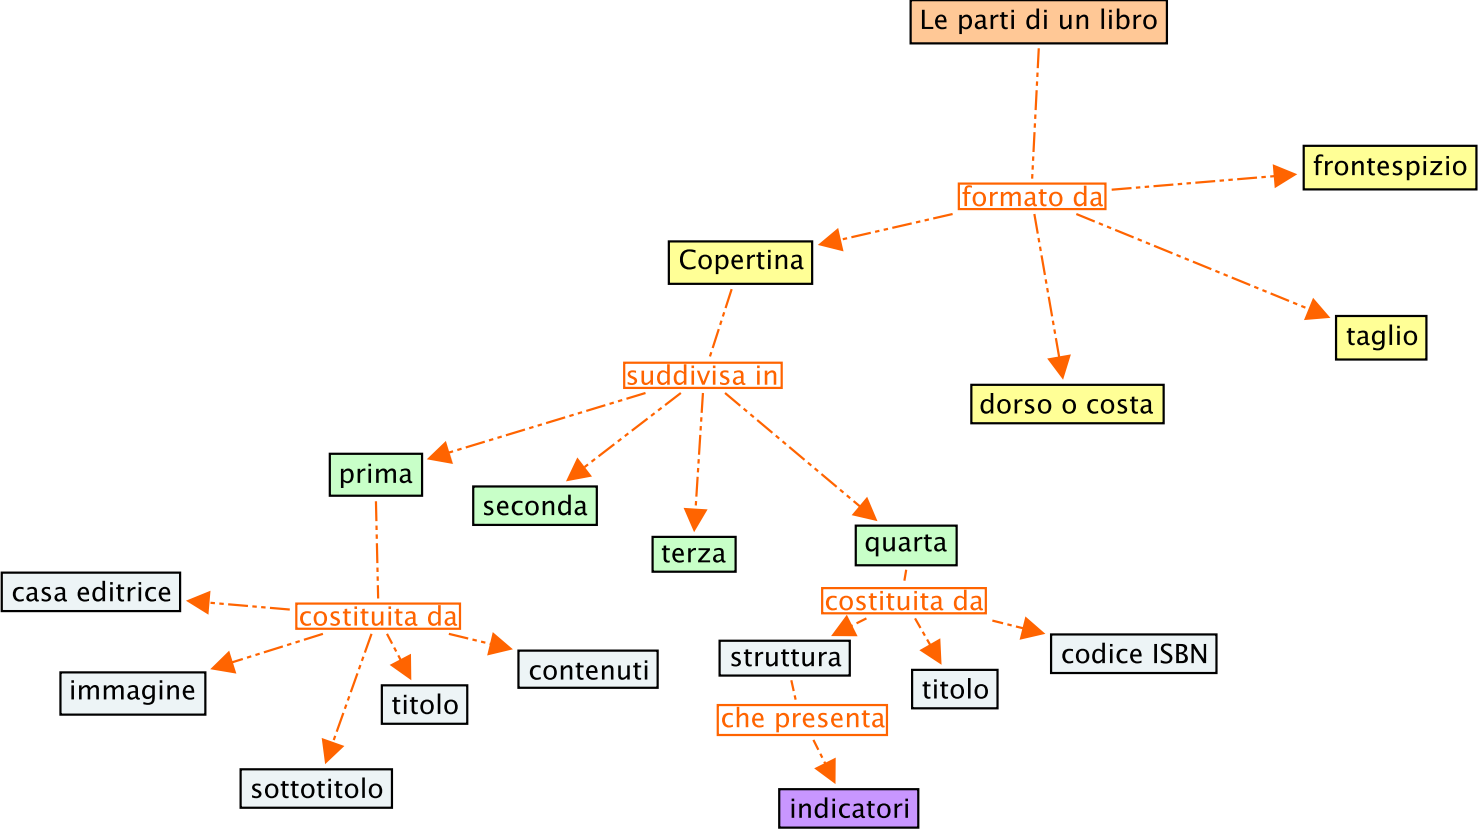 Le parti di un libro
frontespizio
formato da
Copertina
taglio
suddivisa in
dorso o costa
prima
seconda
terza
quarta
casa editrice
costituita da
costituita da
immagine
titolo
contenuti
struttura
titolo
codice ISBN
che presenta
sottotitolo
indicatori